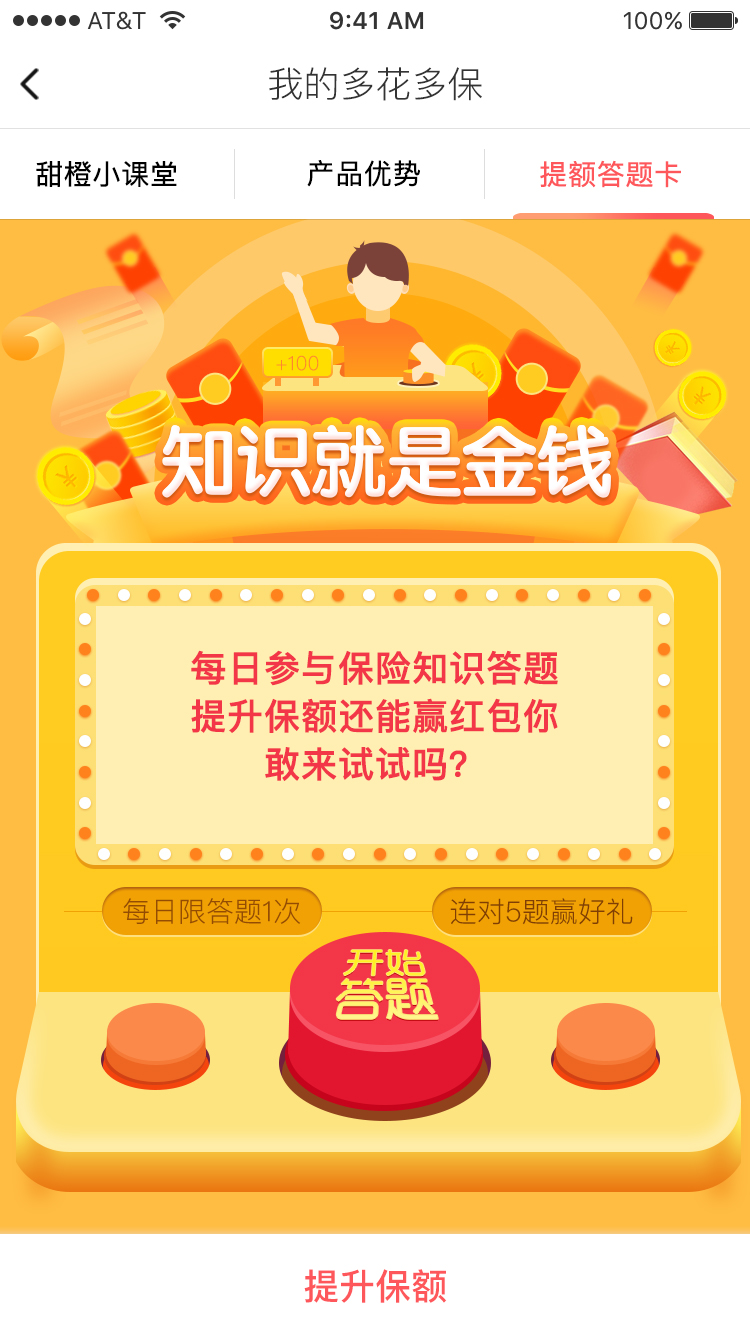 AT&T 9:41 AM 100%
我的多花多保
甜橙小课堂 产品优势 提额答题卡
+100
知识就是金钱
每日参与保险知识答题
提升保额还能赢红包你
敢来试试吗?
每日限答题1次 连对5题赢好礼
开始
答题
提升保额